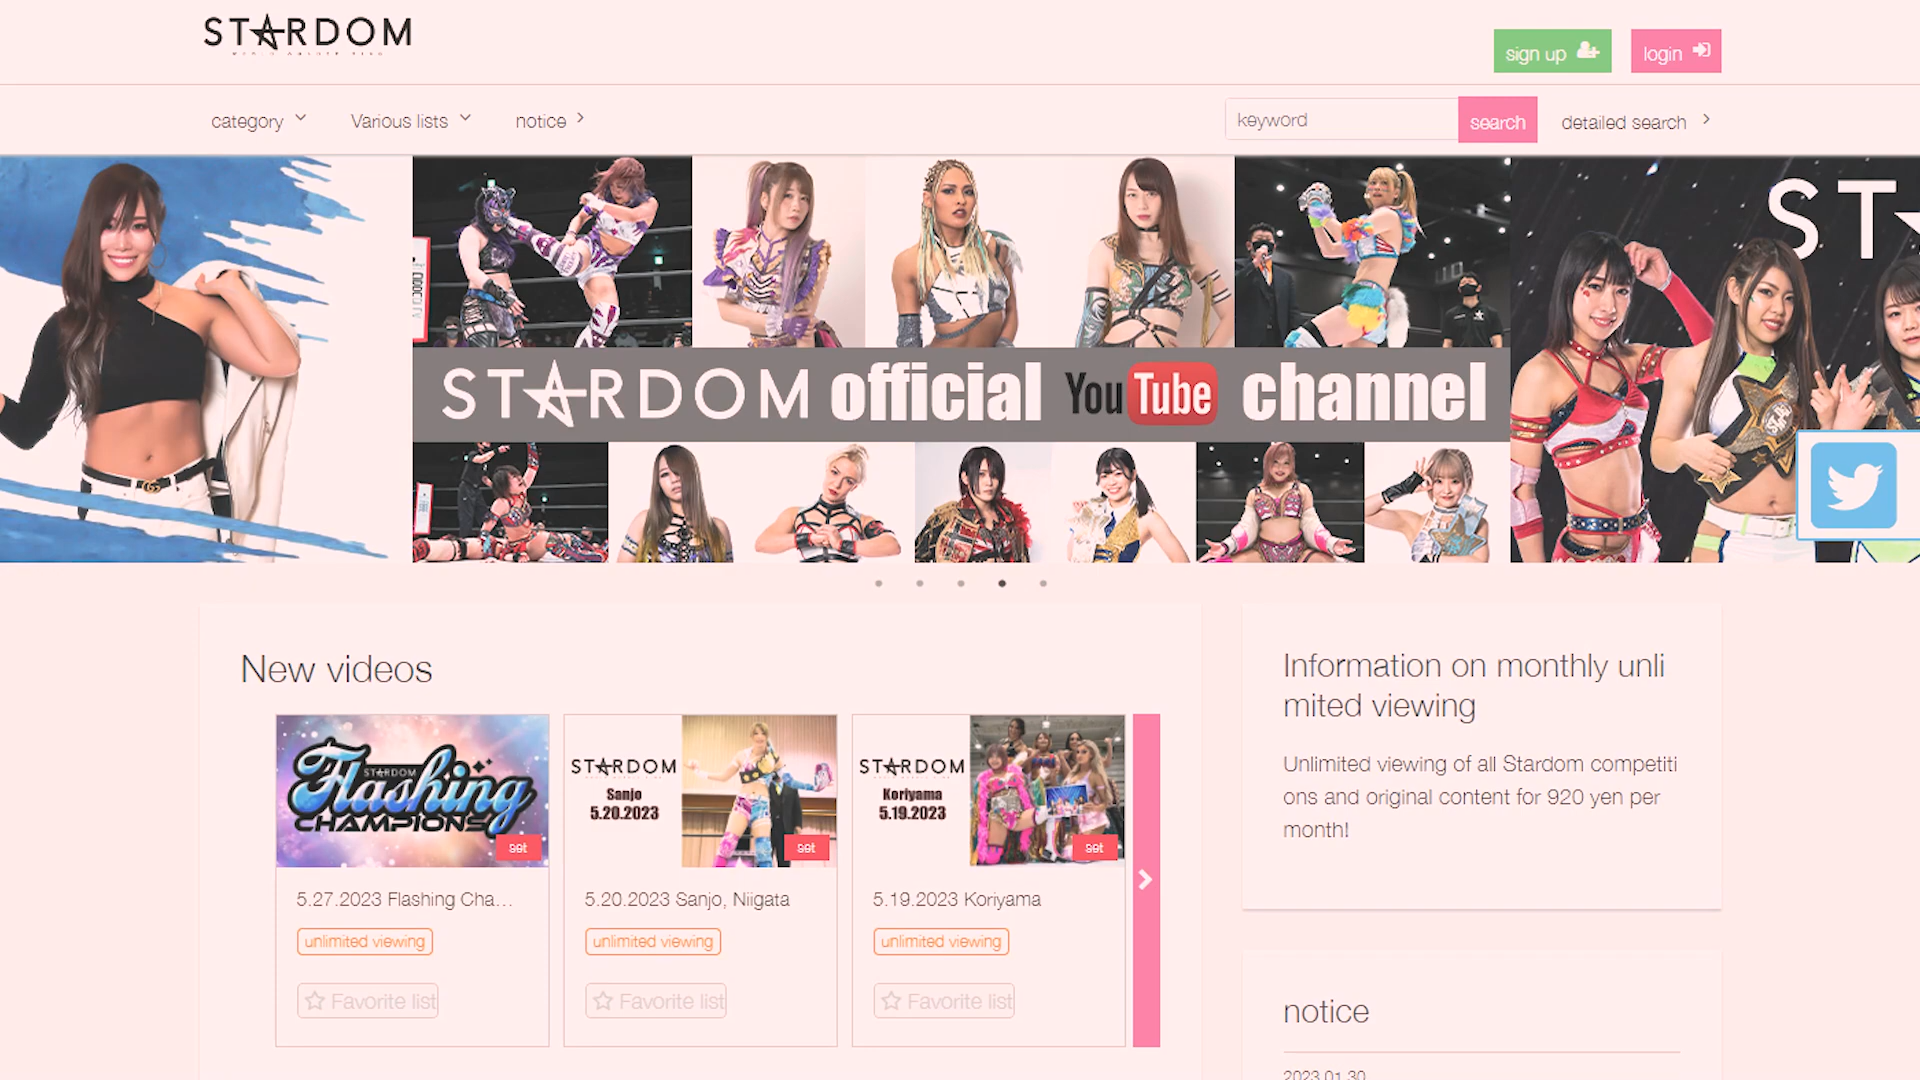 STARDOM
sign up
login
category
Various lists
notice
keyword
search
detailed search
STARDOM official YouTube channel
ST
New videos
STARDOM
Flashing
CHAMPIONS
set
5.27.2023 Flashing Cha...
unlimited viewing
Favorite list
STARDOM
Sanjo
5.20.2023
set
5.20.2023 Sanjo, Niigata
unlimited viewing
Favorite list
STARDOM
Koriyama
5.19.2023
set
5.19.2023 Koriyama
unlimited viewing
Favorite list
Information on monthly unli
mited viewing
Unlimited viewing of all Stardom competiti
ons and original content for 920 yen per
month!
notice
2023.01.30